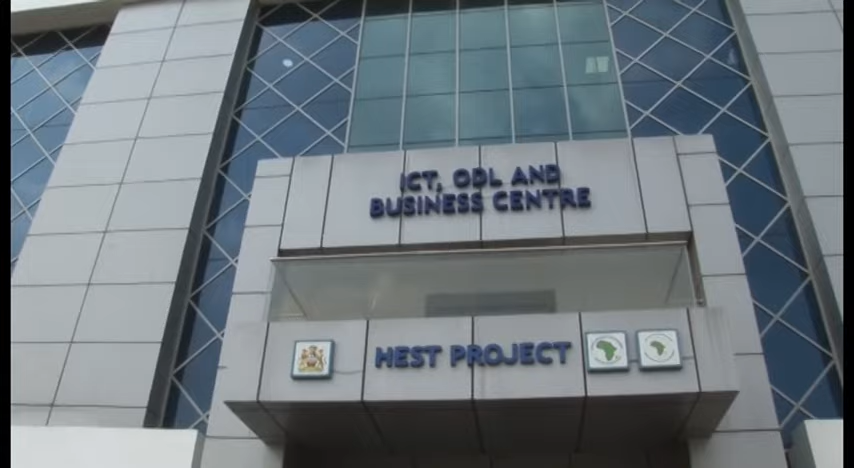 ICT, ODL AND
BUSINESS CENTRE
HEST PROJECT